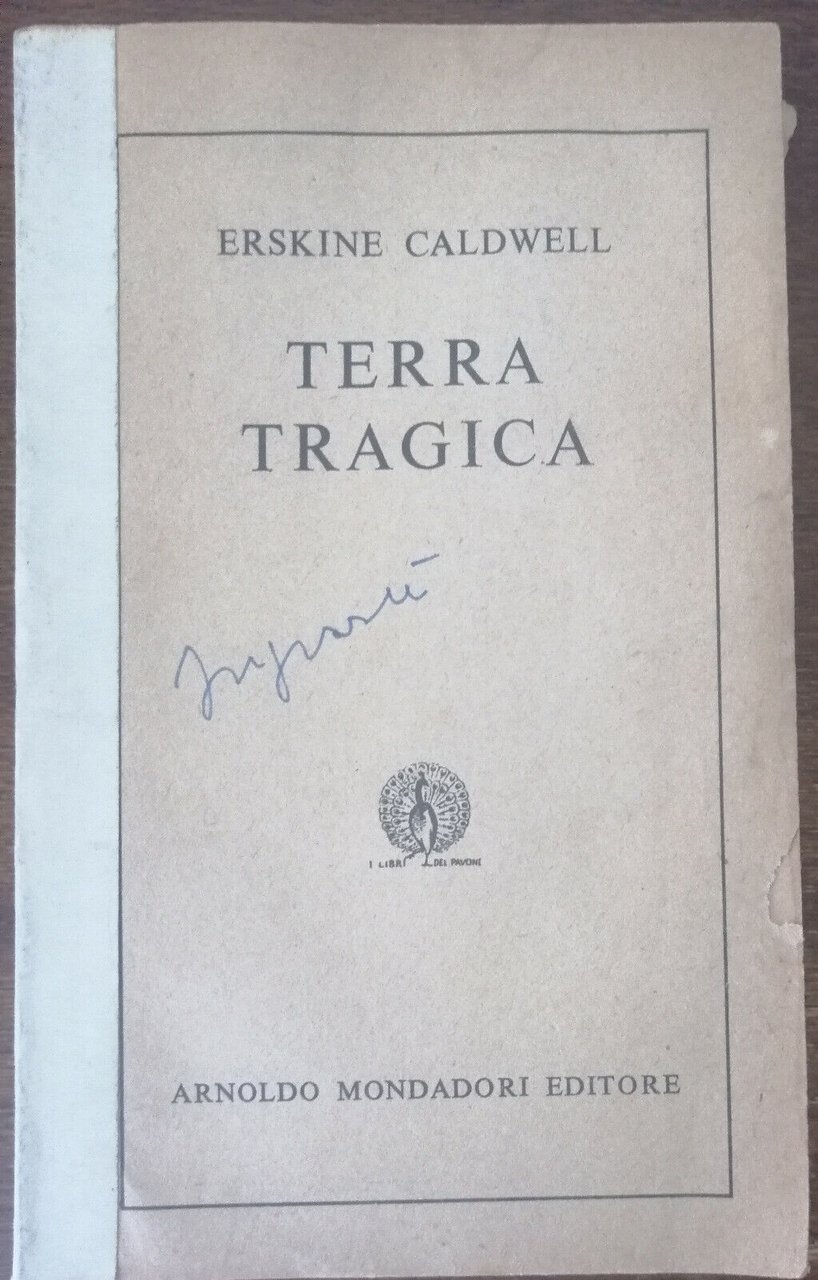 ERSKINE CALDWELL
TERRA
TRAGICA
I LIBRI DEL PAVONE
ARNOLDO MONDADORI EDITORE